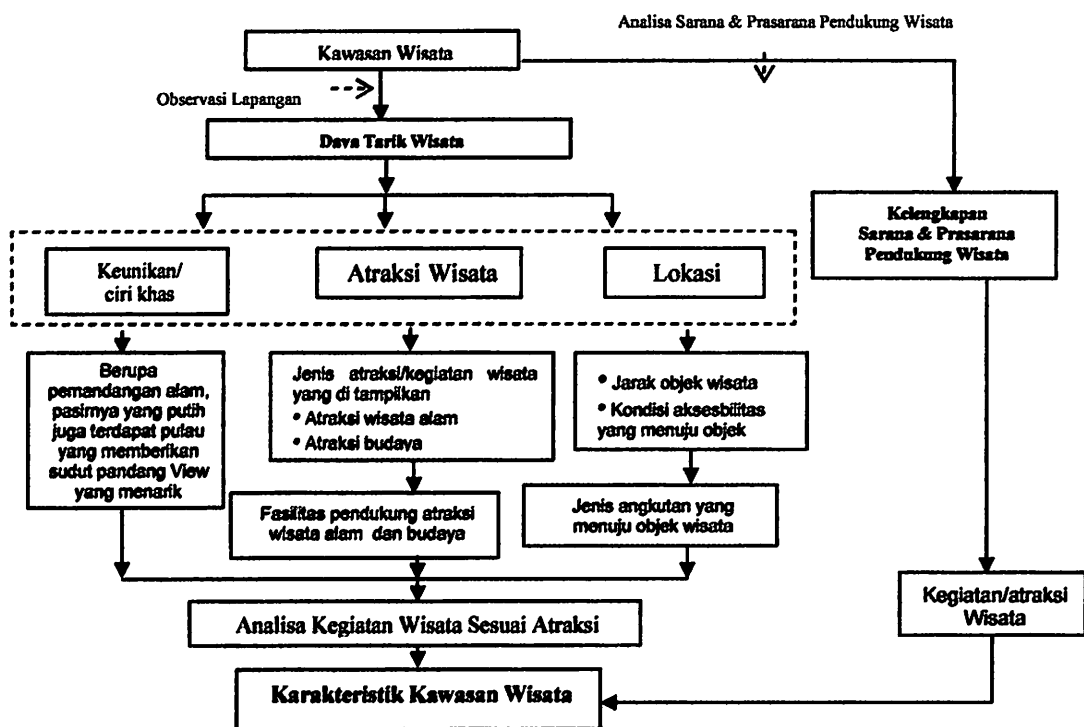 Analisa Sarana & Prasarana Pendukung Wisata
Kawasan Wisata
Observasi Lapangan
Daya Tarik Wisata
Kelengkapan
Sarana & Prasarana
Pendukung Wisata
Keunikan/
ciri khas
Atraksi Wisata
Lokasi
Berupa
pemandangan alam,
pasirnya yang putih
juga terdapat pulau
yang memberikan
sudut pandang View
yang menarik
Jenis atraksi/kegiatan wisata
yang di tampilkan
• Atraksi wisata alam
• Atraksi budaya
• Jarak objek wisata
• Kondisi aksesbilitas
yang menuju objek
Fasilitas pendukung atraksi
wisata alam dan budaya
Jenis angkutan yang
menuju objek wisata
Kegiatan/atraksi
Wisata
Analisa Kegiatan Wisata Sesuai Atraksi
Karakteristik Kawasan Wisata